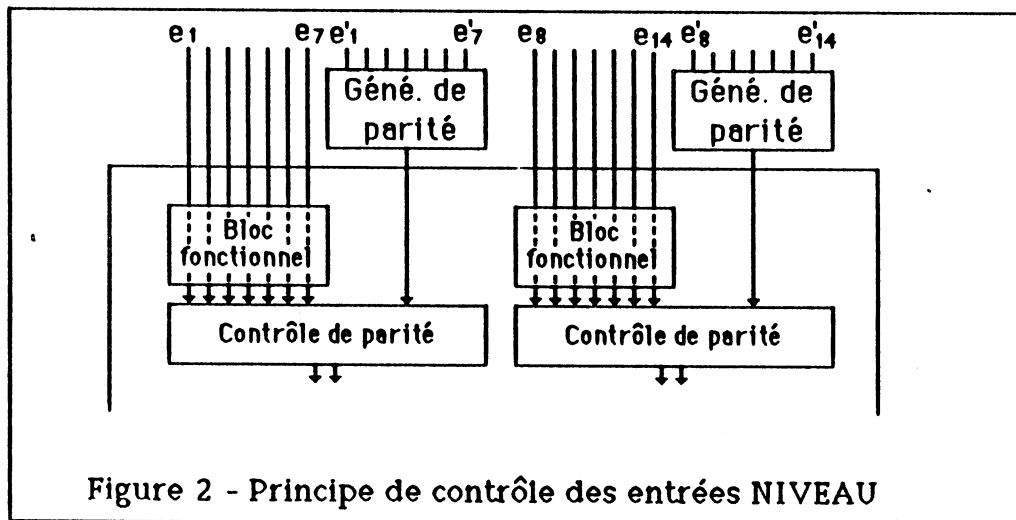 e1 e7 e'1 e'7 e8 e14 e'8 e'14
Géné. de
parité
Géné. de
parité
Bloc
fonctionnel
Bloc
fonctionnel
Contrôle de parité
Contrôle de parité
Figure 2 - Principe de contrôle des entrées NIVEAU